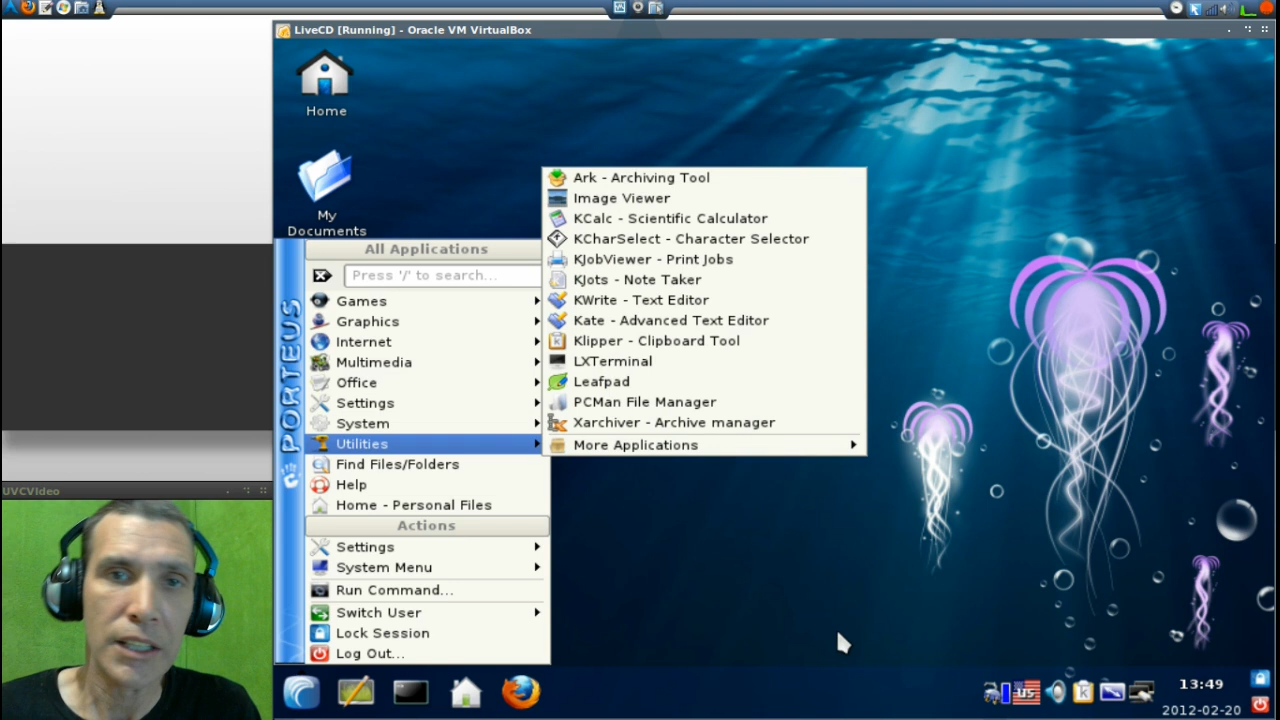 LiveCD [Running] - Oracle VM VirtualBox
Home
My
Documents
All Applications
Press '/' to search...
Games
Graphics
Internet
Multimedia
Office
Settings
System
Utilities
Find Files/Folders
Help
Home - Personal Files
Actions
Settings
System Menu
Run Command...
Switch User
Lock Session
Log Out...
PORTEUS
Ark - Archiving Tool
Image Viewer
KCalc - Scientific Calculator
KCharSelect - Character Selector
KJobViewer - Print Jobs
KJots - Note Taker
KWrite - Text Editor
Kate - Advanced Text Editor
Klipper - Clipboard Tool
LXTerminal
Leafpad
PCMan File Manager
Xarchiver - Archive manager
More Applications
UVCVideo
us
13:49
2012-02-20